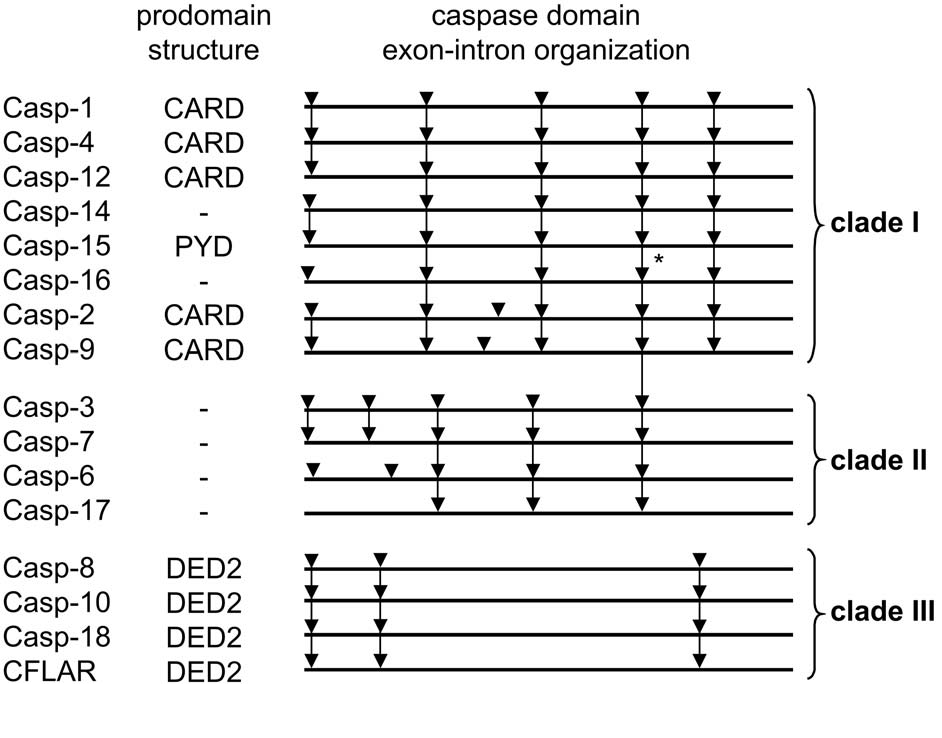 prodomain structure
caspase domain exon-intron organization
Casp-1 CARD
Casp-4 CARD
Casp-12 CARD
Casp-14 -
Casp-15 PYD
*
Casp-16 -
Casp-2 CARD
Casp-9 CARD
clade I
Casp-3 -
Casp-7 -
Casp-6 -
Casp-17 -
clade II
Casp-8 DED2
Casp-10 DED2
Casp-18 DED2
CFLAR DED2
clade III